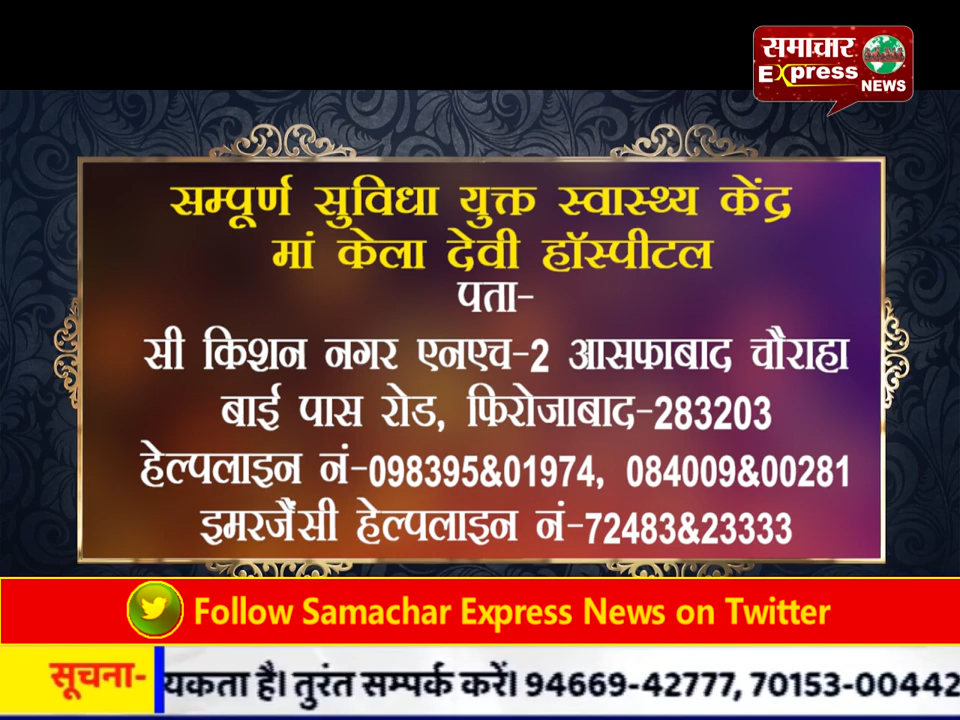 समाचार
Express
NEWS
सम्पूर्ण सुविधा युक्त स्वास्थ्य केंद्र
मां केला देवी हॉस्पीटल
पता-
सी किशन नगर एनएच-2 आसफाबाद चौराहा
बाई पास रोड, फिरोजाबाद-283203
हेल्पलाइन नं-098395&01974, 084009&00281
इमरजैंसी हेल्पलाइन नं-72483&23333
Follow Samachar Express News on Twitter
सूचना- यकता है। तुरंत सम्पर्क करें। 94669-42777, 70153-00442